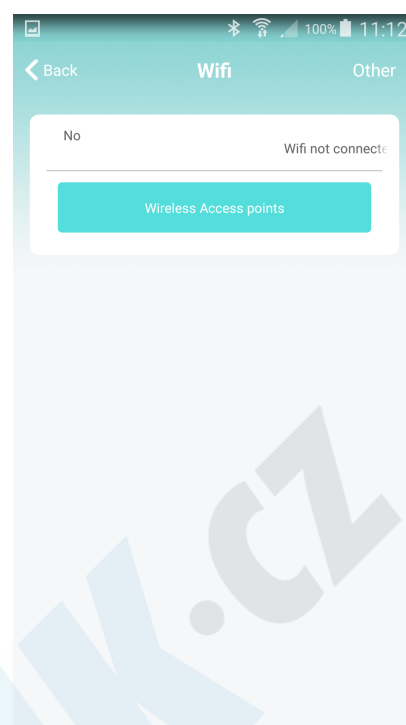 100% 11:12
Back Wifi Other
No
Wifi not connecte
Wireless Access points
K.CZ